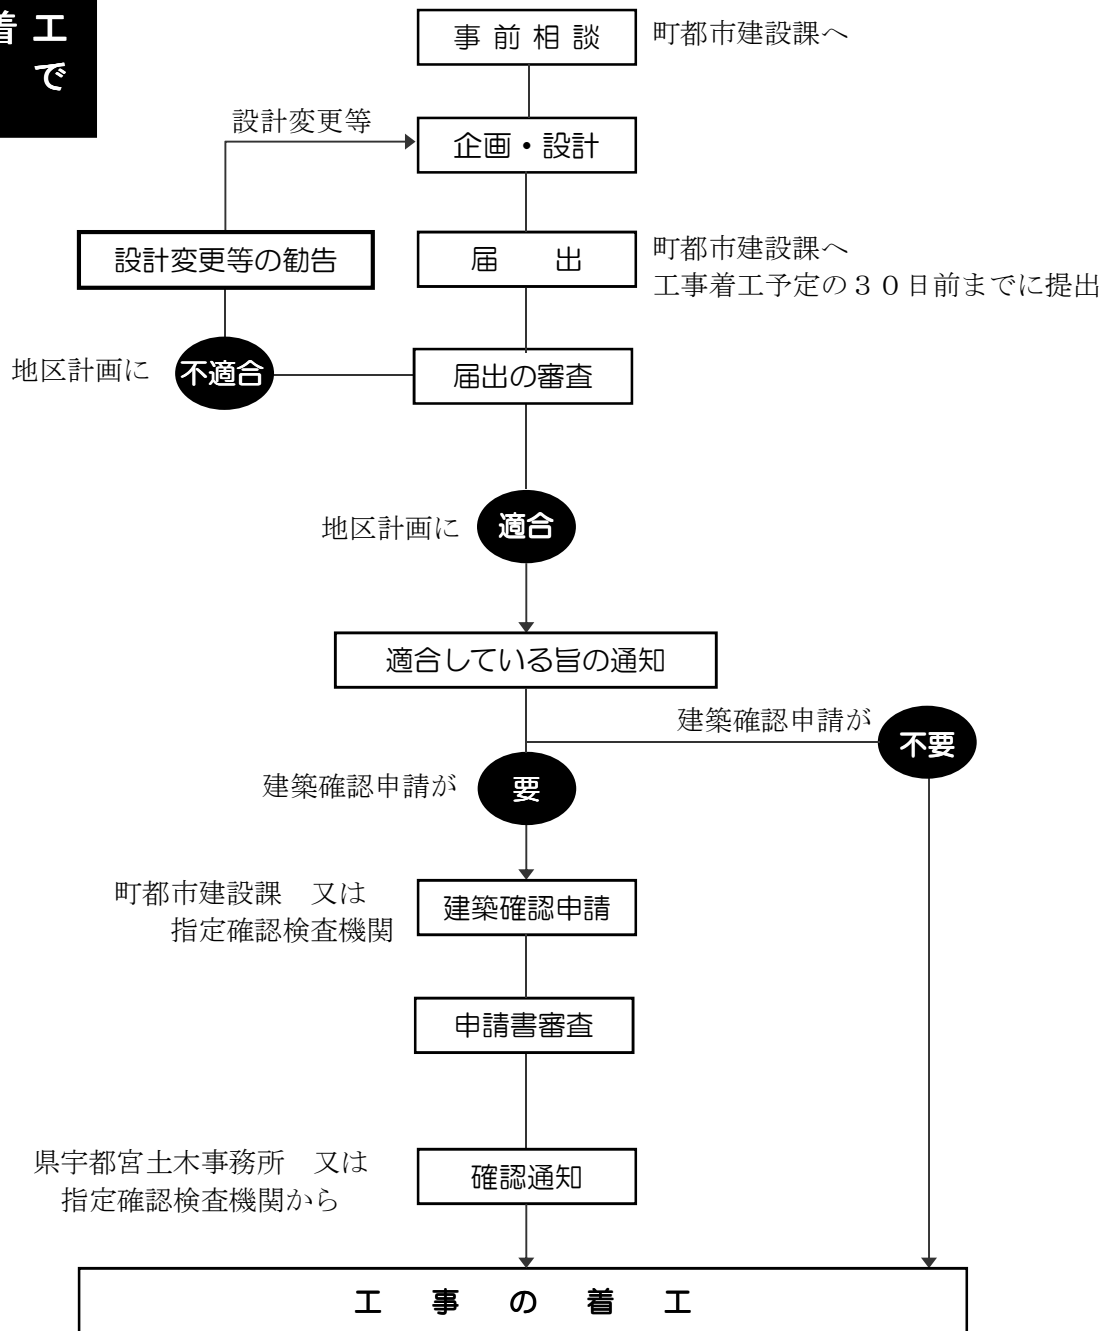 着工
で
事前相談
町都市建設課へ
設計変更等
企画・設計
設計変更等の勧告
届　出
町都市建設課へ
工事着工予定の３０日前までに提出
地区計画に
不適合
届出の審査
地区計画に
適合
適合している旨の通知
建築確認申請が
不要
建築確認申請が
要
町都市建設課　又は
指定確認検査機関
建築確認申請
申請書審査
県宇都宮土木事務所　又は
指定確認検査機関から
確認通知
工事の着工